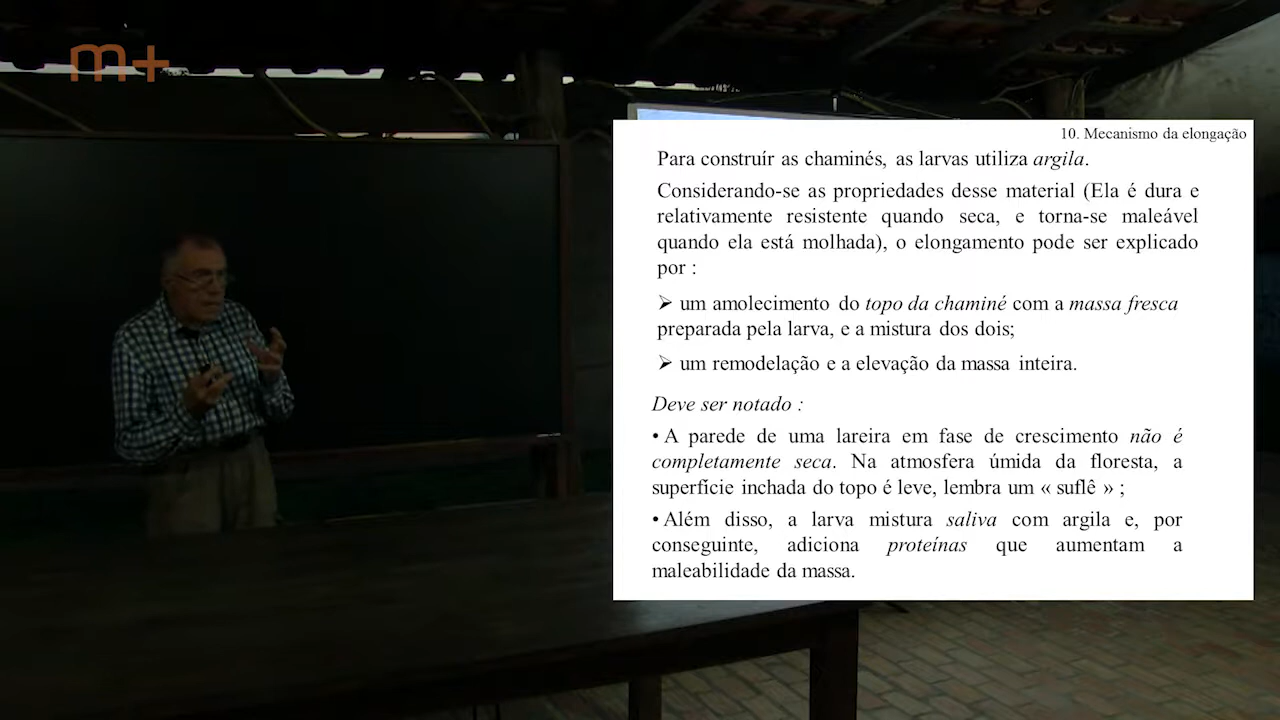 m+
10. Mecanismo da elongação
Para construír as chaminés, as larvas utiliza argila.
Considerando-se as propriedades desse material (Ela é dura e
relativamente resistente quando seca, e torna-se maleável
quando ela está molhada), o elongamento pode ser explicado
por :
➢ um amolecimento do topo da chaminé com a massa fresca
preparada pela larva, e a mistura dos dois;
➢ um remodelação e a elevação da massa inteira.
Deve ser notado :
• A parede de uma lareira em fase de crescimento não é
completamente seca. Na atmosfera úmida da floresta, a
superfície inchada do topo é leve, lembra um « suflê » ;
• Além disso, a larva mistura saliva com argila e, por
conseguinte, adiciona proteínas que aumentam a
maleabilidade da massa.